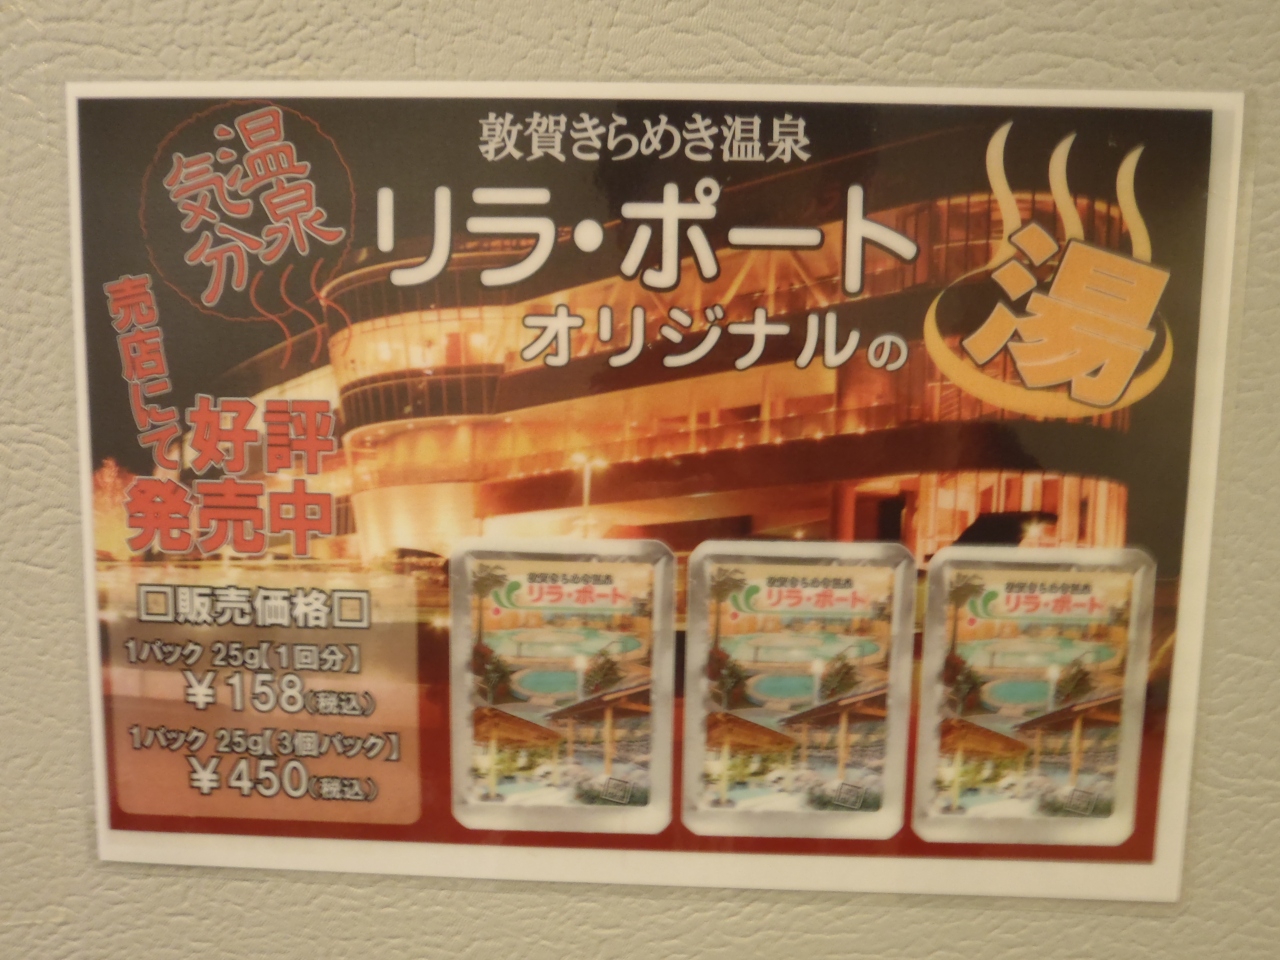 温泉
気分
敦賀きらめき温泉
リラ・ポート
オリジナルの
湯
売店にて
好評
発売中
□販売価格□
1パック 25g【1回分】
￥158(税込)
1パック 25g【3個パック】
￥450(税込)
敦賀きらめき温泉
リラ・ポート
敦賀きらめき温泉
リラ・ポート
敦賀きらめき温泉
リラ・ポート